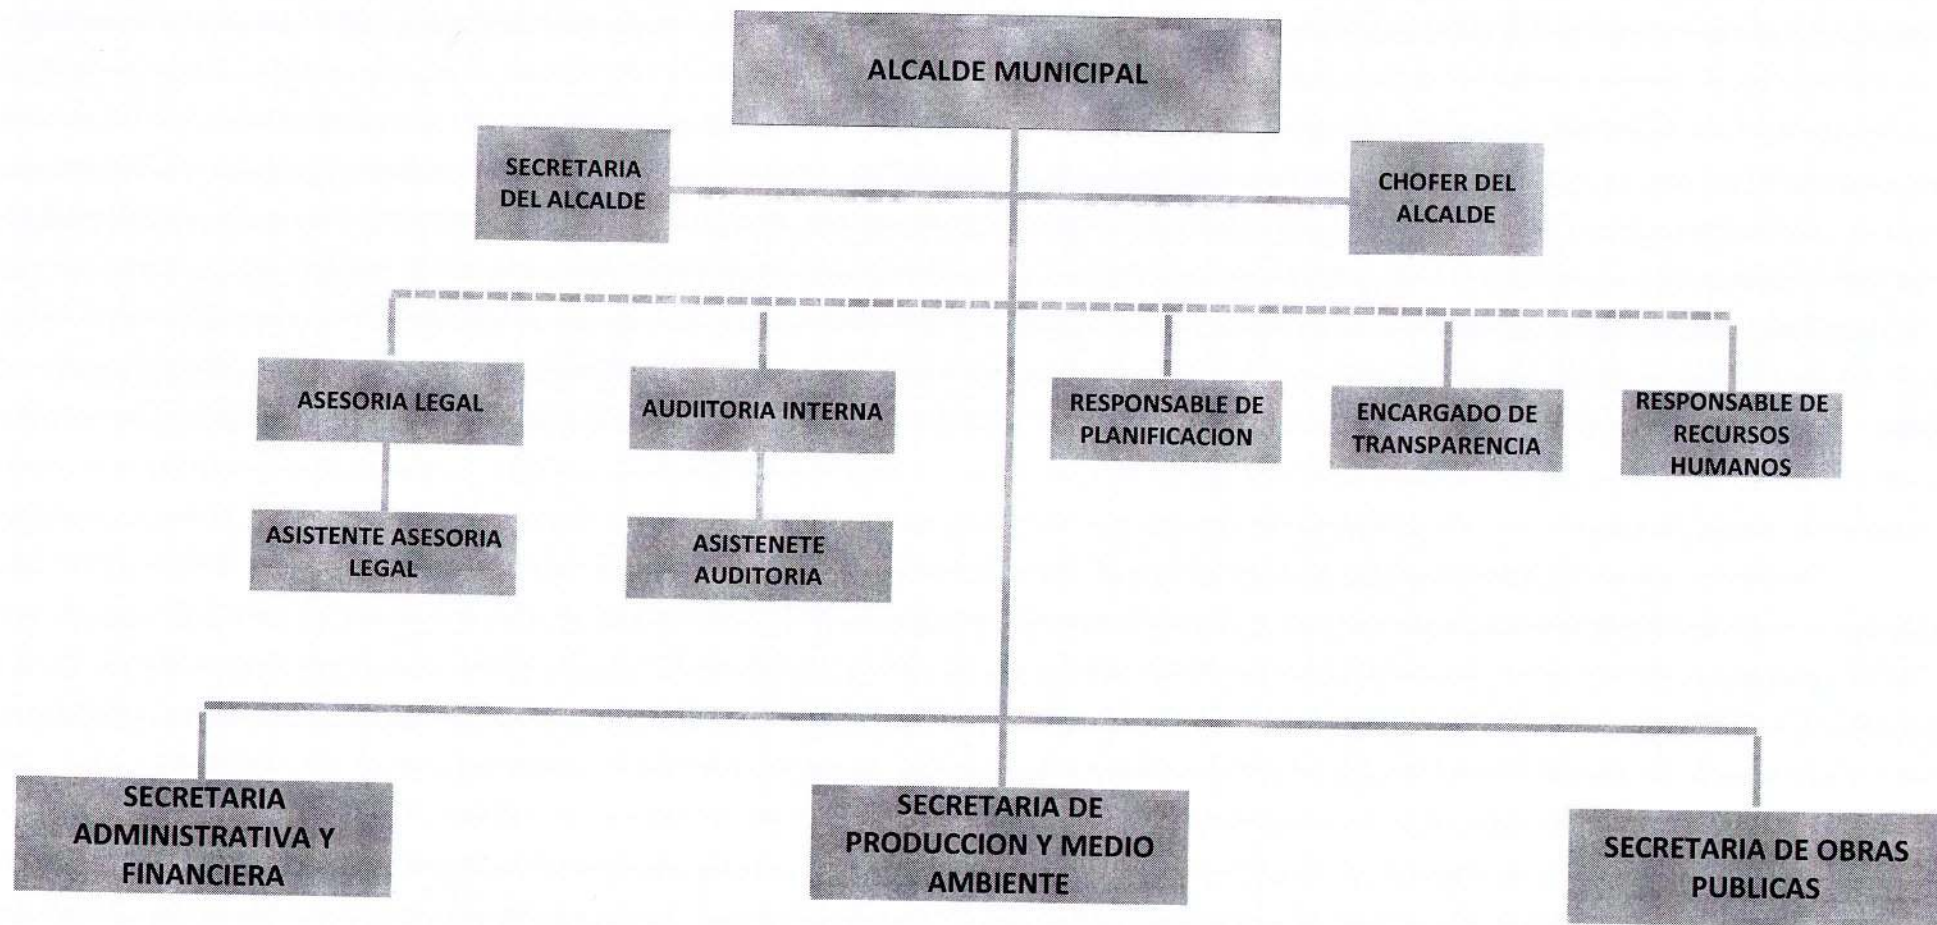 ALCALDE MUNICIPAL
SECRETARIA
DEL ALCALDE
CHOFER DEL
ALCALDE
ASESORIA LEGAL
AUDIITORIA INTERNA
RESPONSABLE DE
PLANIFICACION
ENCARGADO DE
TRANSPARENCIA
RESPONSABLE DE
RECURSOS
HUMANOS
ASISTENTE ASESORIA
LEGAL
ASISTENETE
AUDITORIA
SECRETARIA
ADMINISTRATIVA Y
FINANCIERA
SECRETARIA DE
PRODUCCION Y MEDIO
AMBIENTE
SECRETARIA DE OBRAS
PUBLICAS